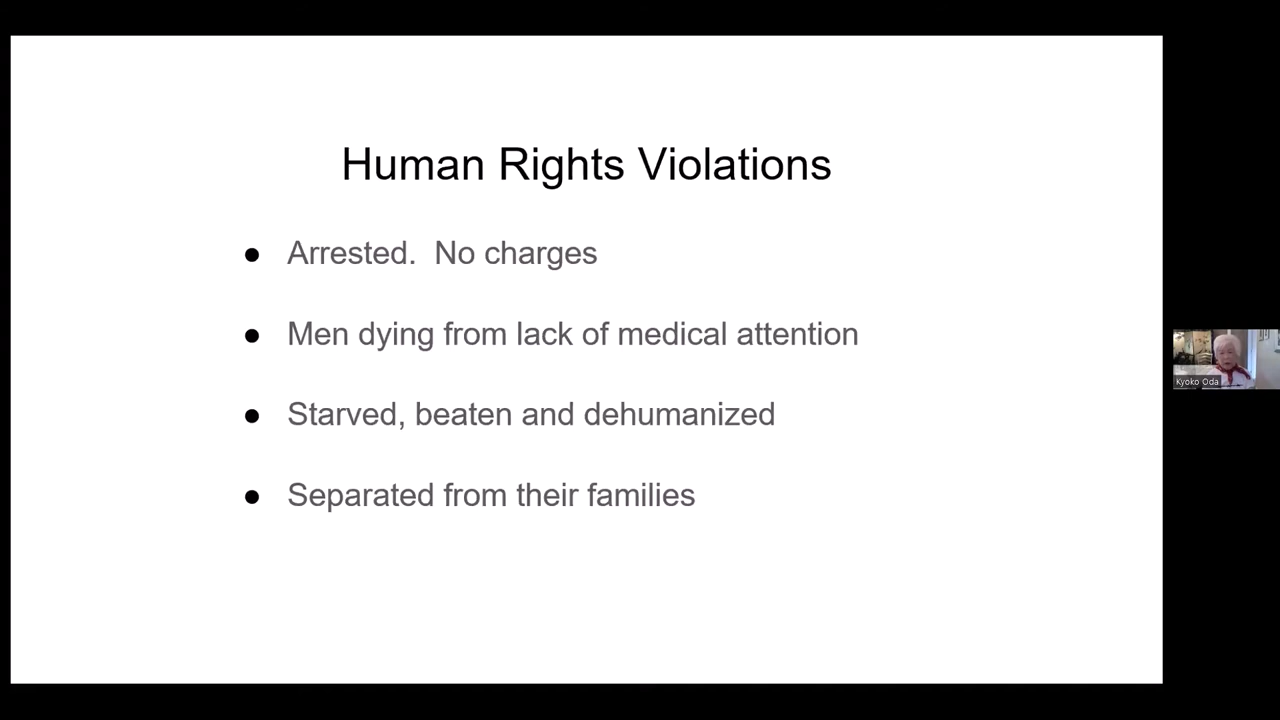 Human Rights Violations
● Arrested.  No charges
● Men dying from lack of medical attention
● Starved, beaten and dehumanized
● Separated from their families
Kyoko Oda